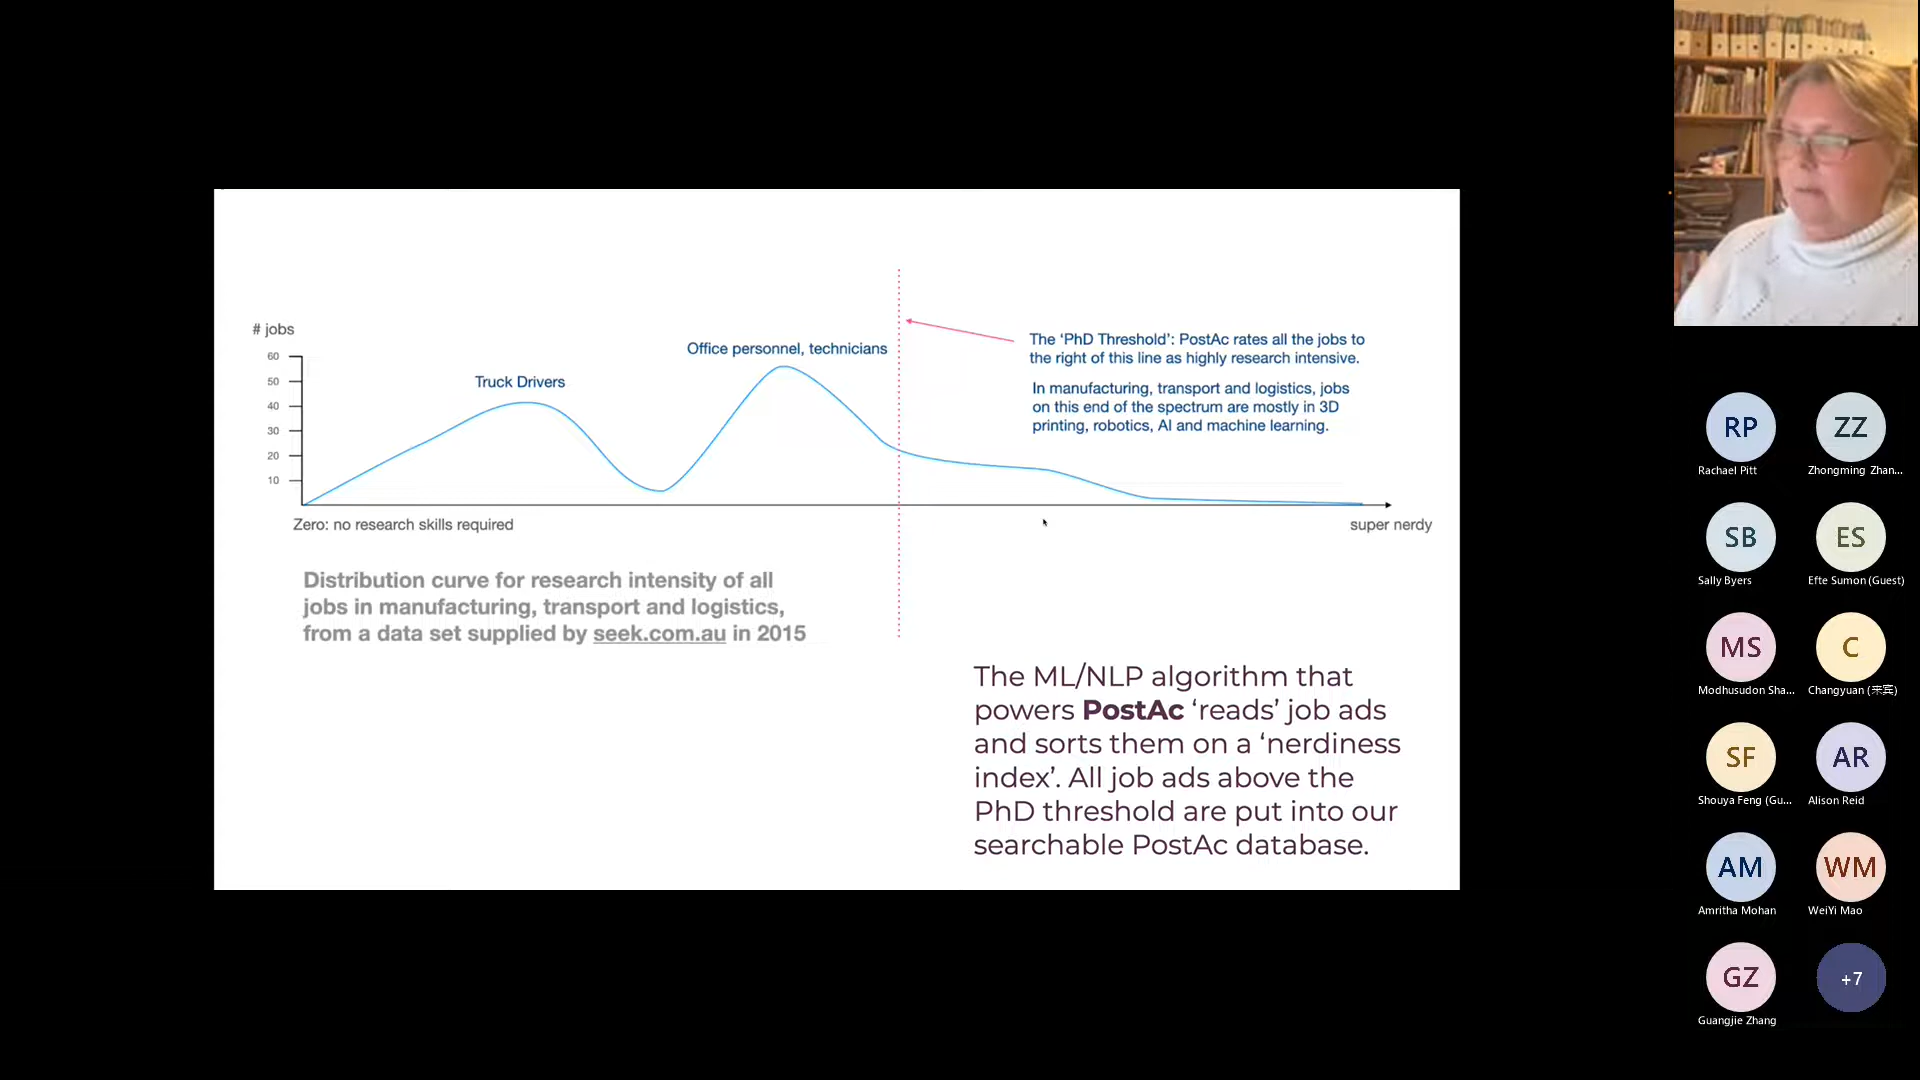 # jobs
60
50
40
30
20
10
Truck Drivers
Office personnel, technicians
The ‘PhD Threshold’: PostAc rates all the jobs to
the right of this line as highly research intensive.
In manufacturing, transport and logistics, jobs
on this end of the spectrum are mostly in 3D
printing, robotics, AI and machine learning.
Zero: no research skills required
super nerdy
Distribution curve for research intensity of all
jobs in manufacturing, transport and logistics,
from a data set supplied by seek.com.au in 2015
The ML/NLP algorithm that
powers PostAc ‘reads’ job ads
and sorts them on a ‘nerdiness
index’. All job ads above the
PhD threshold are put into our
searchable PostAc database.
RP
Rachael Pitt
ZZ
Zhongming Zhan...
SB
Sally Byers
ES
Efte Sumon (Guest)
MS
Modhusudon Sha...
C
Changyuan (来宾)
SF
Shouya Feng (Gu...
AR
Alison Reid
AM
Amritha Mohan
WM
WeiYi Mao
GZ
Guangjie Zhang
+7